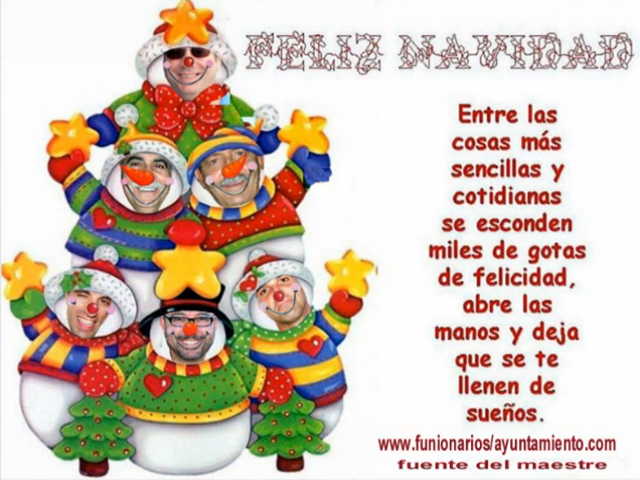 FELIZ NAVIDAD
Entre las
cosas más
sencillas y
cotidianas
se esconden
miles de gotas
de felicidad,
abre las
manos y deja
que se te
llenen de
sueños.
www.funionarios/ayuntamiento.com
fuente del maestre